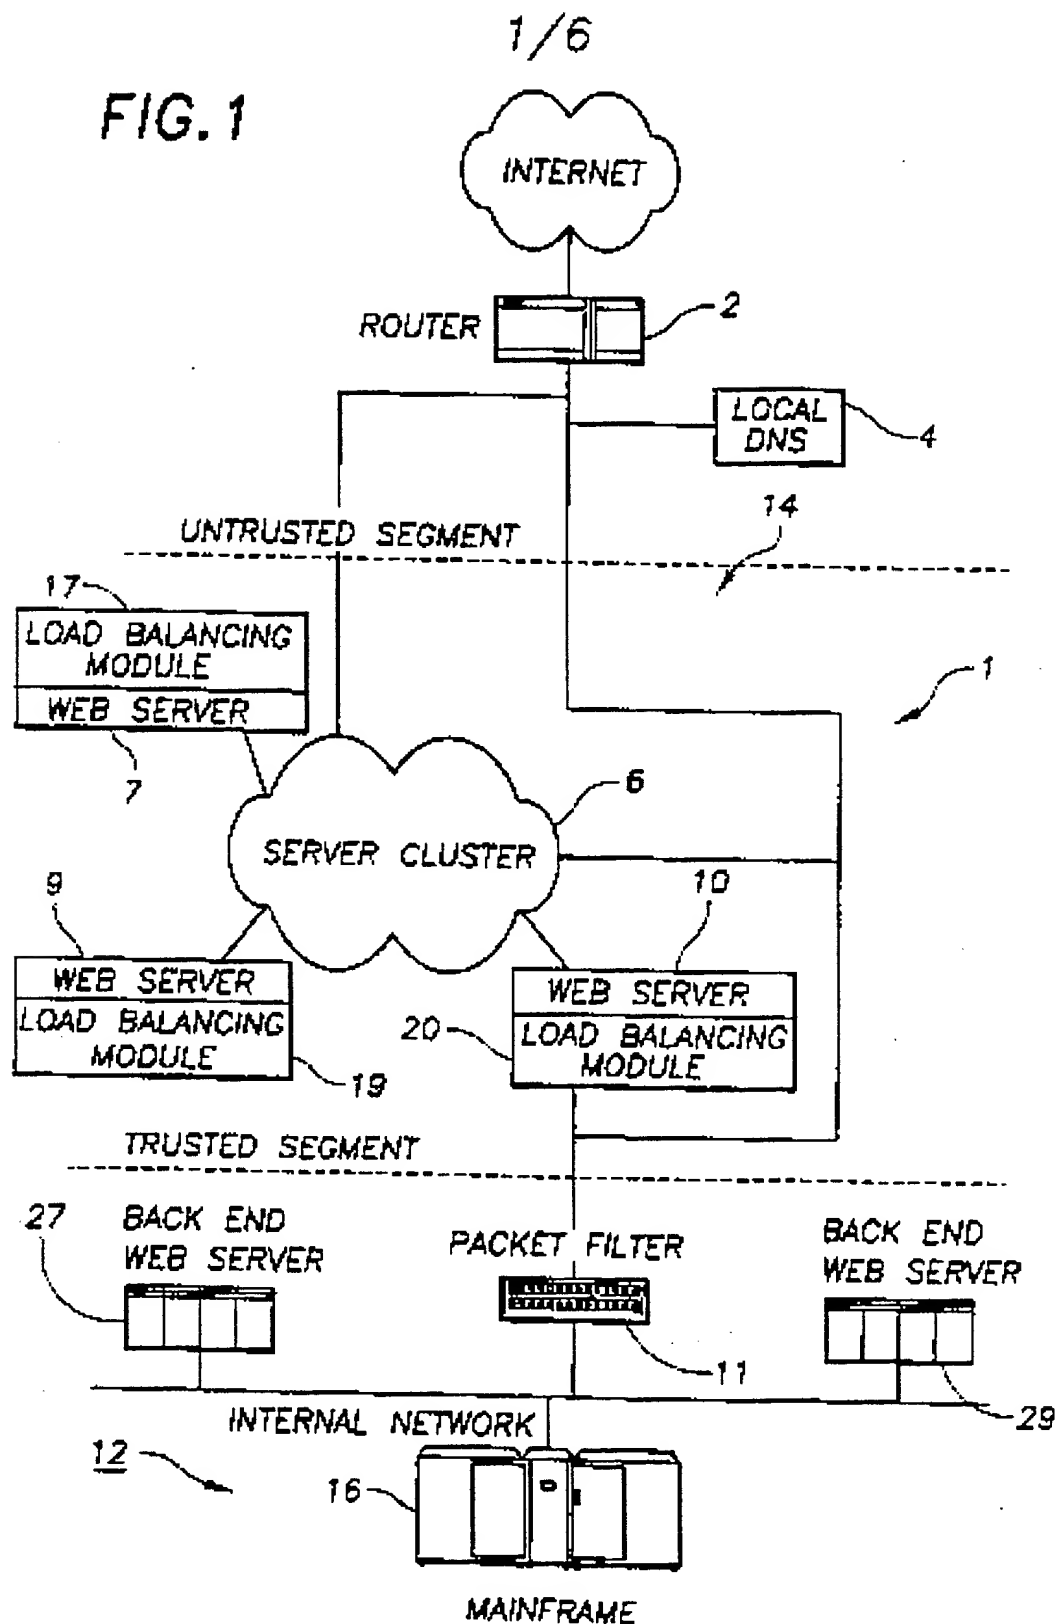 1/6
FIG. 1
INTERNET
ROUTER
2
LOCAL
DNS
4
14
UNTRUSTED SEGMENT
17
LOAD BALANCING
MODULE
WEB SERVER
7
1
6
SERVER CLUSTER
9
WEB SERVER
LOAD BALANCING
MODULE
19
10
WEB SERVER
20
LOAD BALANCING
MODULE
TRUSTED SEGMENT
27
BACK END
WEB SERVER
PACKET FILTER
11
BACK END
WEB SERVER
29
INTERNAL NETWORK
12
16
MAINFRAME